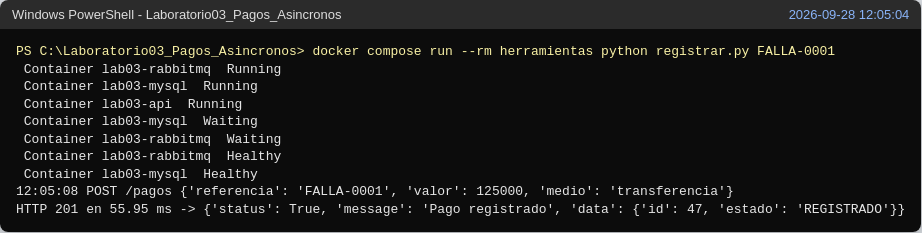 Windows PowerShell - Laboratorio03_Pagos_Asincronos
2026-09-28 12:05:04
PS C:\Laboratorio03_Pagos_Asincronos> docker compose run --rm herramientas python registrar.py FALLA-0001
 Container lab03-rabbitmq  Running
 Container lab03-mysql  Running
 Container lab03-api  Running
 Container lab03-mysql  Waiting
 Container lab03-rabbitmq  Waiting
 Container lab03-rabbitmq  Healthy
 Container lab03-mysql  Healthy
12:05:08 POST /pagos {'referencia': 'FALLA-0001', 'valor': 125000, 'medio': 'transferencia'}
HTTP 201 en 55.95 ms -> {'status': True, 'message': 'Pago registrado', 'data': {'id': 47, 'estado': 'REGISTRADO'}}